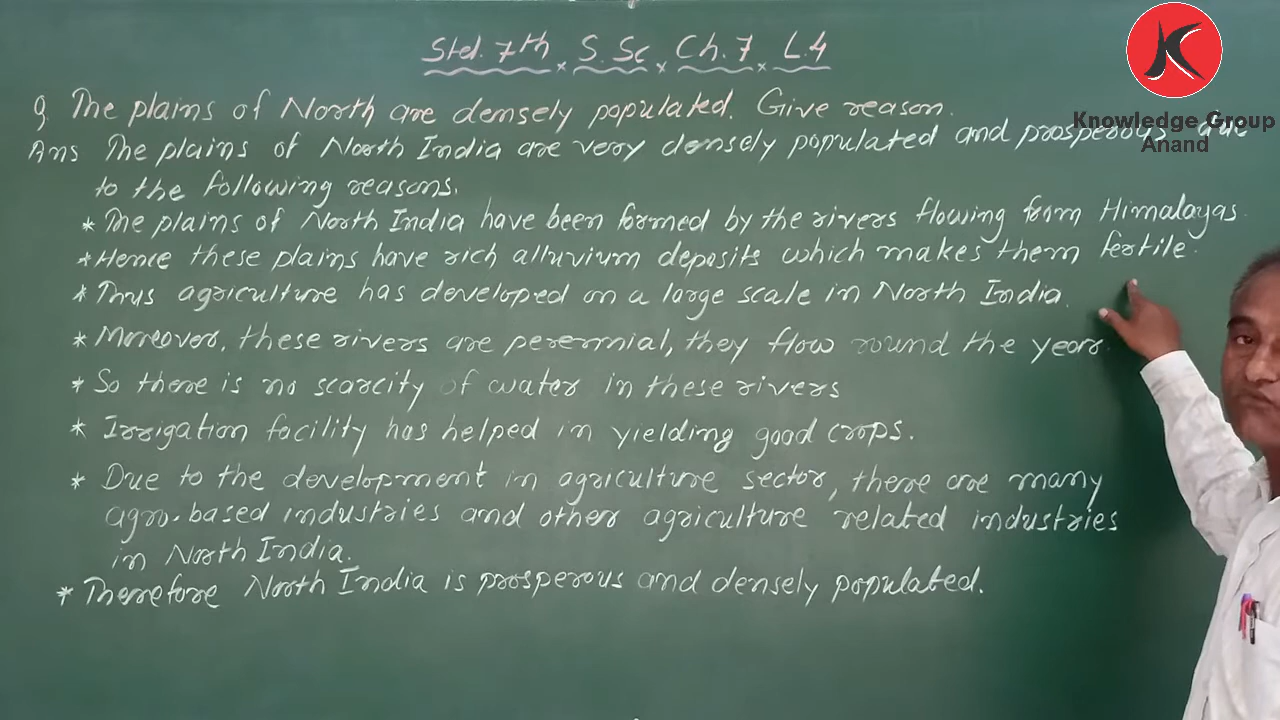 Std. 7th × S.Sc × Ch.7 × L.4
Q. The plains of North are densely populated. Give reason.
Knowledge Group
Anand
Ans The plains of North India are very densely populated and prosperous due
to the following reasons.
* The plains of North India have been formed by the rivers flowing from Himalayas.
* Hence these plains have rich alluvium deposits which makes them fertile.
* Thus agriculture has developed on a large scale in North India.
* Moreover, these rivers are perennial, they flow round the year.
* So there is no scarcity of water in these rivers
* Irrigation facility has helped in yielding good crops.
* Due to the development in agriculture sector, there are many
agro-based industries and other agriculture related industries
in North India.
* Therefore North India is prosperous and densely populated.